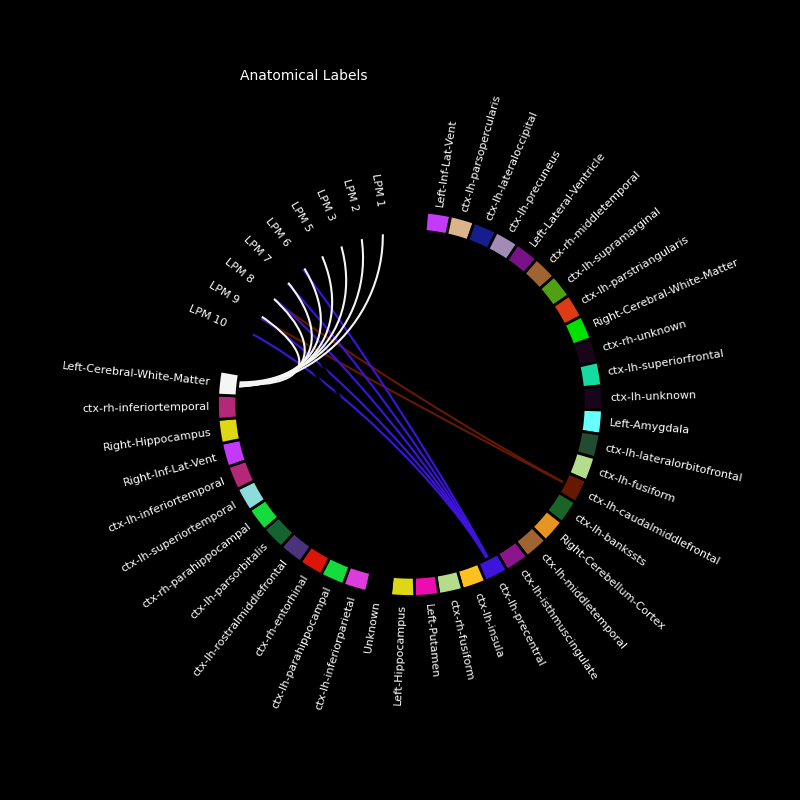 Anatomical Labels
LPM 1
LPM 2
LPM 3
LPM 5
LPM 6
LPM 7
LPM 8
LPM 9
LPM 10
Left-Cerebral-White-Matter
ctx-rh-inferiortemporal
Right-Hippocampus
Right-Inf-Lat-Vent
ctx-lh-inferiortemporal
ctx-lh-superiortemporal
ctx-rh-parahippocampal
ctx-lh-parsorbitalis
ctx-lh-rostralmiddlefrontal
ctx-rh-entorhinal
ctx-lh-parahippocampal
ctx-lh-inferiorparietal
Unknown
Left-Hippocampus
Left-Putamen
ctx-rh-fusiform
ctx-lh-insula
ctx-lh-precentral
ctx-lh-isthmuscingulate
ctx-lh-middletemporal
Right-Cerebellum-Cortex
ctx-lh-bankssts
ctx-lh-caudalmiddlefrontal
ctx-lh-fusiform
ctx-lh-lateralorbitofrontal
Left-Amygdala
ctx-lh-unknown
ctx-lh-superiorfrontal
ctx-rh-unknown
Right-Cerebral-White-Matter
ctx-lh-parstriangularis
ctx-lh-supramarginal
ctx-rh-middletemporal
Left-Lateral-Ventricle
ctx-lh-precuneus
ctx-lh-lateraloccipital
ctx-lh-parsopercularis
Left-Inf-Lat-Vent